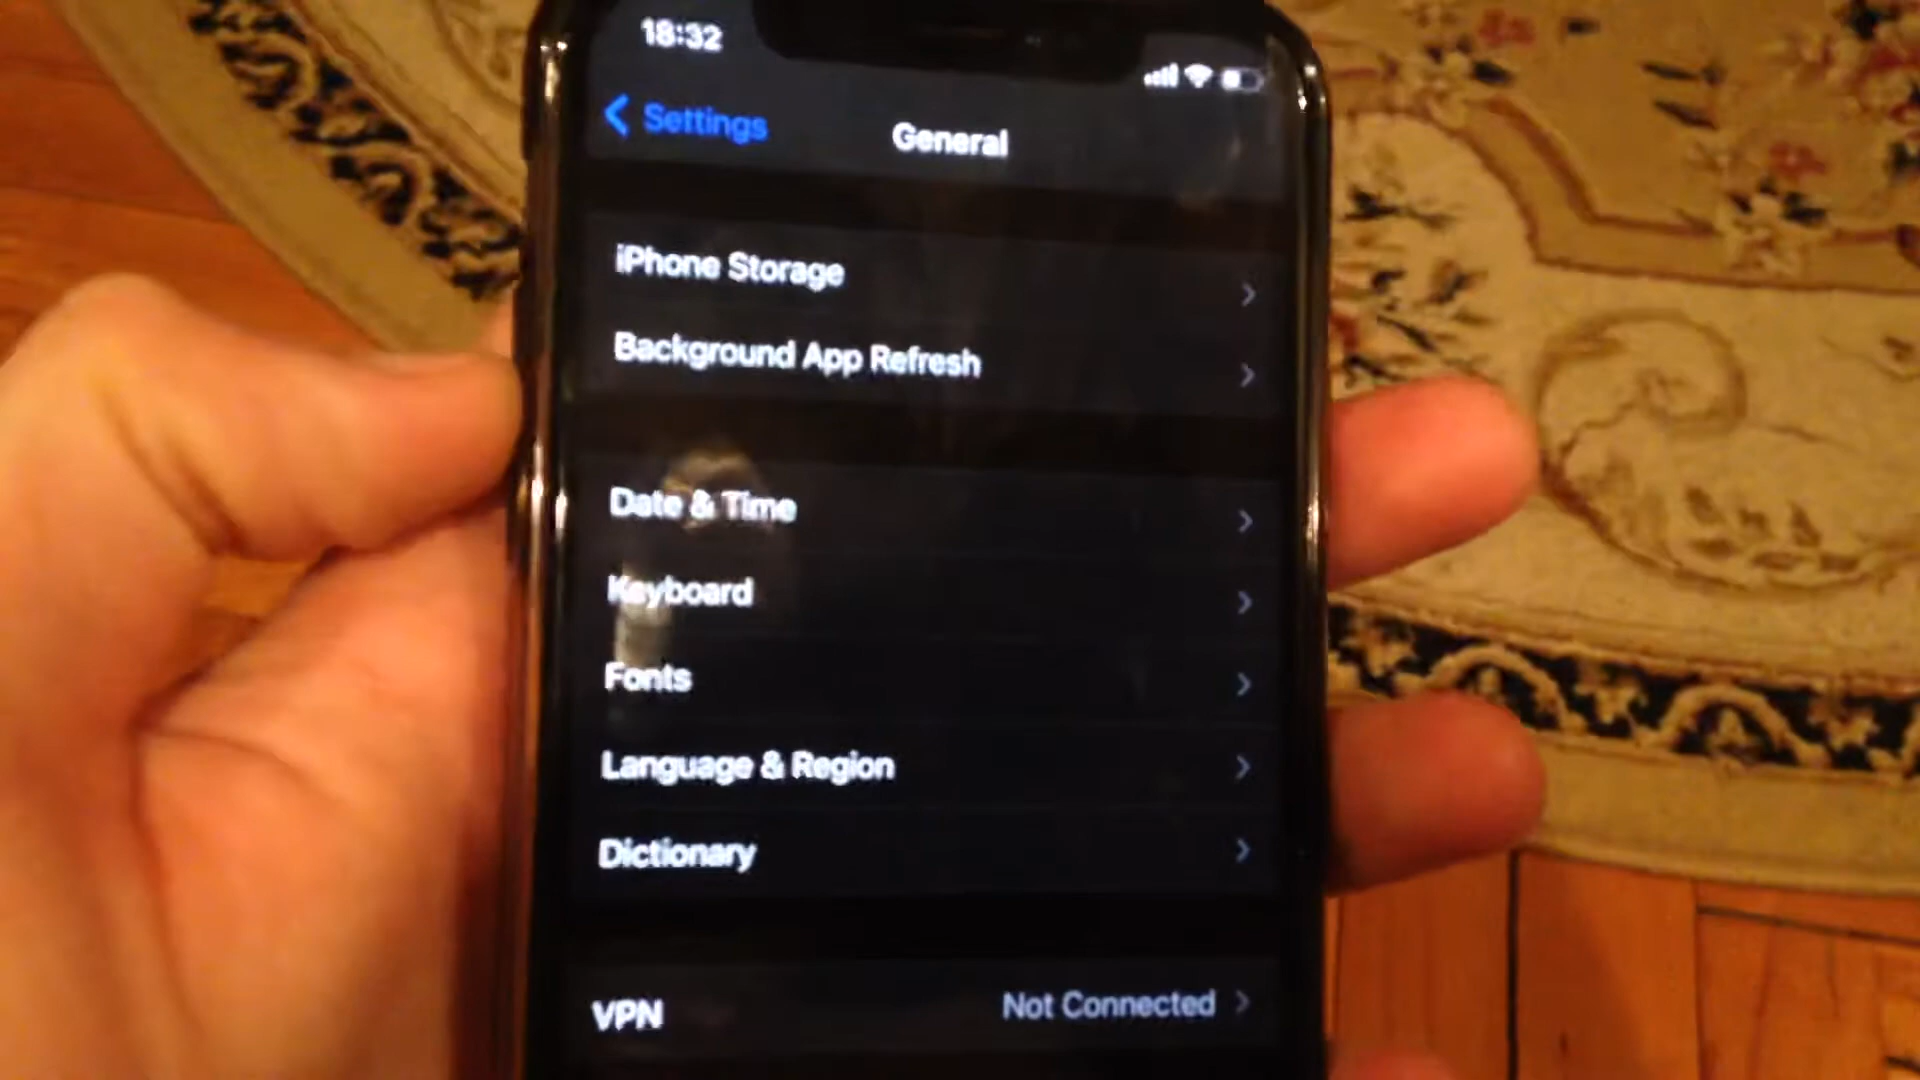 18:32
Settings
General
iPhone Storage
Background App Refresh
Date & Time
Keyboard
Fonts
Language & Region
Dictionary
VPN Not Connected